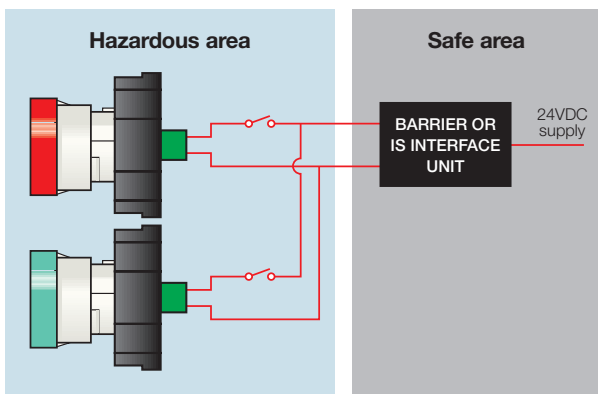 Hazardous area
Safe area
BARRIER OR
IS INTERFACE
UNIT
24VDC
supply